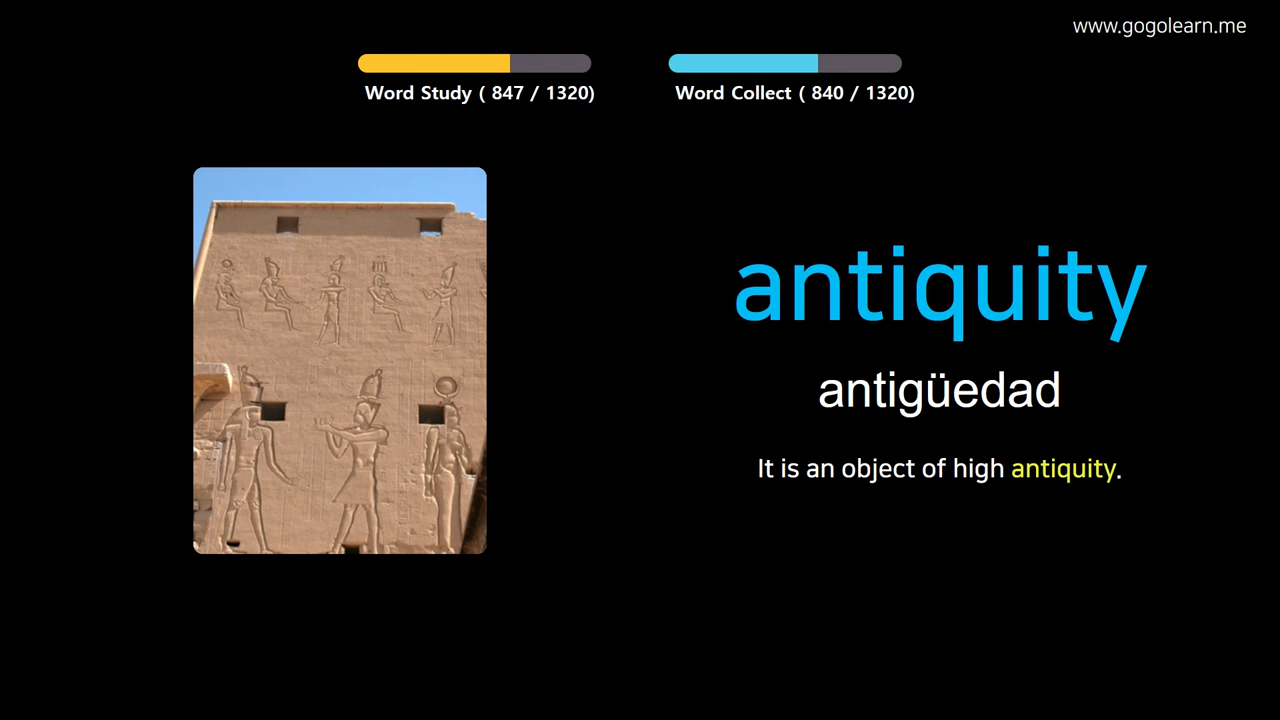 www.gogolearn.me
Word Study ( 847 / 1320)
Word Collect ( 840 / 1320)
antiquity
antigüedad
It is an object of high antiquity.